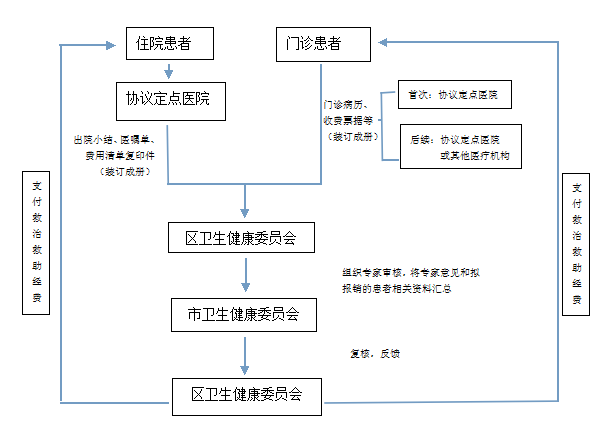 住院患者
门诊患者
协议定点医院
门诊病历、
收费票据等
（装订成册）
首次：协议定点医院
后续：协议定点医院
或其他医疗机构
出院小结、医嘱单、
费用清单复印件
（装订成册）
支付救治救助经费
支付救治救助经费
区卫生健康委员会
组织专家审核，将专家意见和拟
报销的患者相关资料汇总
市卫生健康委员会
复核，反馈
区卫生健康委员会